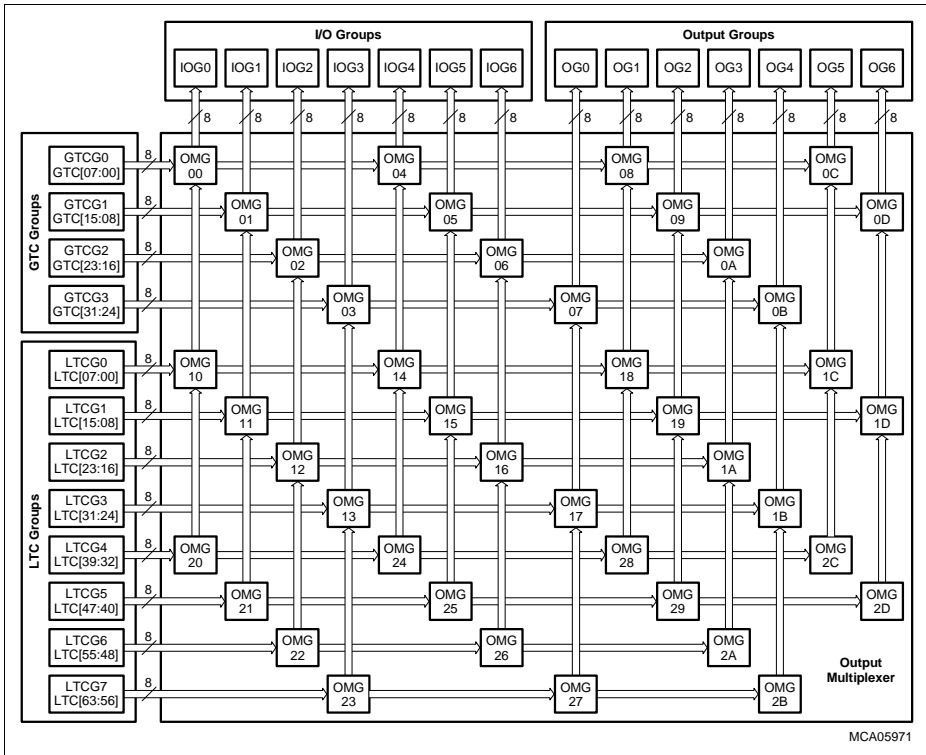 I/O Groups Output Groups
IOG0 IOG1 IOG2 IOG3 IOG4 IOG5 IOG6 OG0 OG1 OG2 OG3 OG4 OG5 OG6
8 8 8 8 8 8 8 8 8 8 8 8 8 8
GTC Groups
GTCG0 8 OMG OMG OMG OMG
GTC[07:00] 00 04 08 0C
GTCG1 8 OMG OMG OMG OMG
GTC[15:08] 01 05 09 0D
GTCG2 8 OMG OMG OMG
GTC[23:16] 02 06 0A
GTCG3 8 OMG OMG OMG
GTC[31:24] 03 07 0B
LTC Groups
LTCG0 8 OMG OMG OMG OMG
LTC[07:00] 10 14 18 1C
LTCG1 8 OMG OMG OMG OMG
LTC[15:08] 11 15 19 1D
LTCG2 8 OMG OMG OMG
LTC[23:16] 12 16 1A
LTCG3 8 OMG OMG OMG
LTC[31:24] 13 17 1B
LTCG4 8 OMG OMG OMG OMG
LTC[39:32] 20 24 28 2C
LTCG5 8 OMG OMG OMG OMG
LTC[47:40] 21 25 29 2D
LTCG6 8 OMG OMG OMG
LTC[55:48] 22 26 2A
LTCG7 8 OMG OMG OMG
LTC[63:56] 23 27 2B
Output
Multiplexer
MCA05971